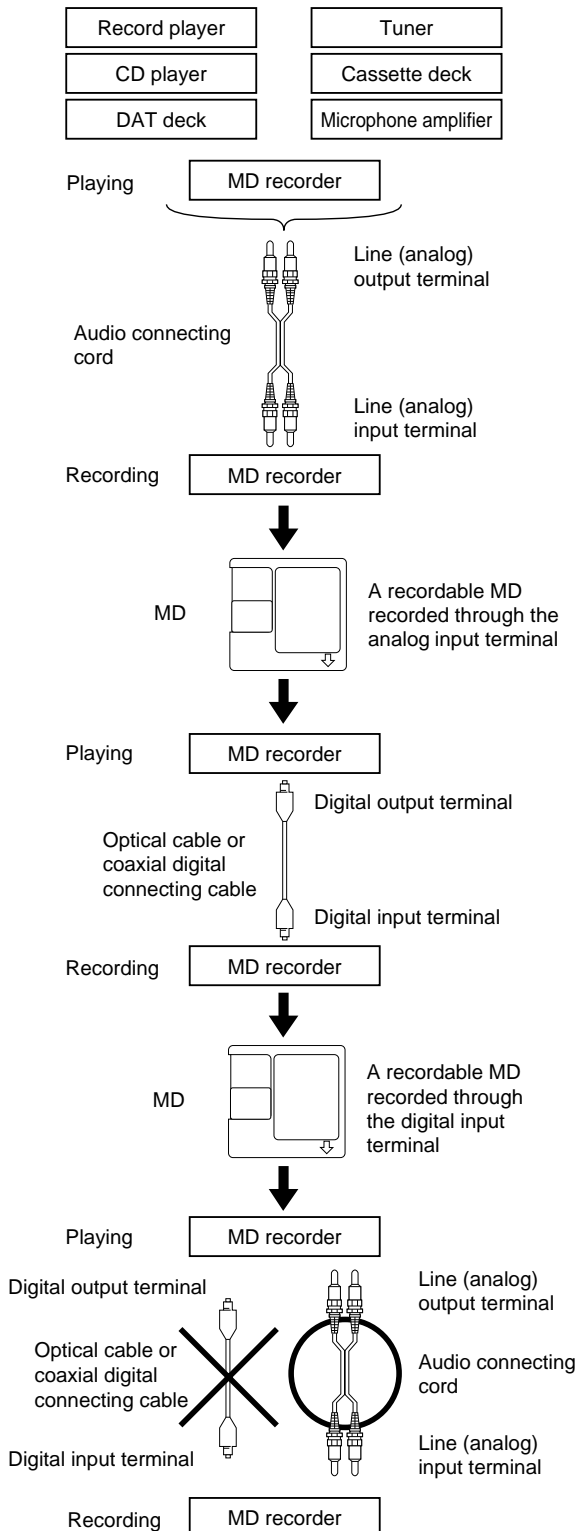 Record player
Tuner
CD player
Cassette deck
DAT deck
Microphone amplifier
Playing
MD recorder
Line (analog)
output terminal
Audio connecting
cord
Line (analog)
input terminal
Recording
MD recorder
MD
A recordable MD
recorded through the
analog input terminal
Playing
MD recorder
Digital output terminal
Optical cable or
coaxial digital
connecting cable
Digital input terminal
Recording
MD recorder
MD
A recordable MD
recorded through
the digital input
terminal
Playing
MD recorder
Digital output terminal
Line (analog)
output terminal
Optical cable or
coaxial digital
connecting cable
Audio connecting
cord
Digital input terminal
Line (analog)
input terminal
Recording
MD recorder